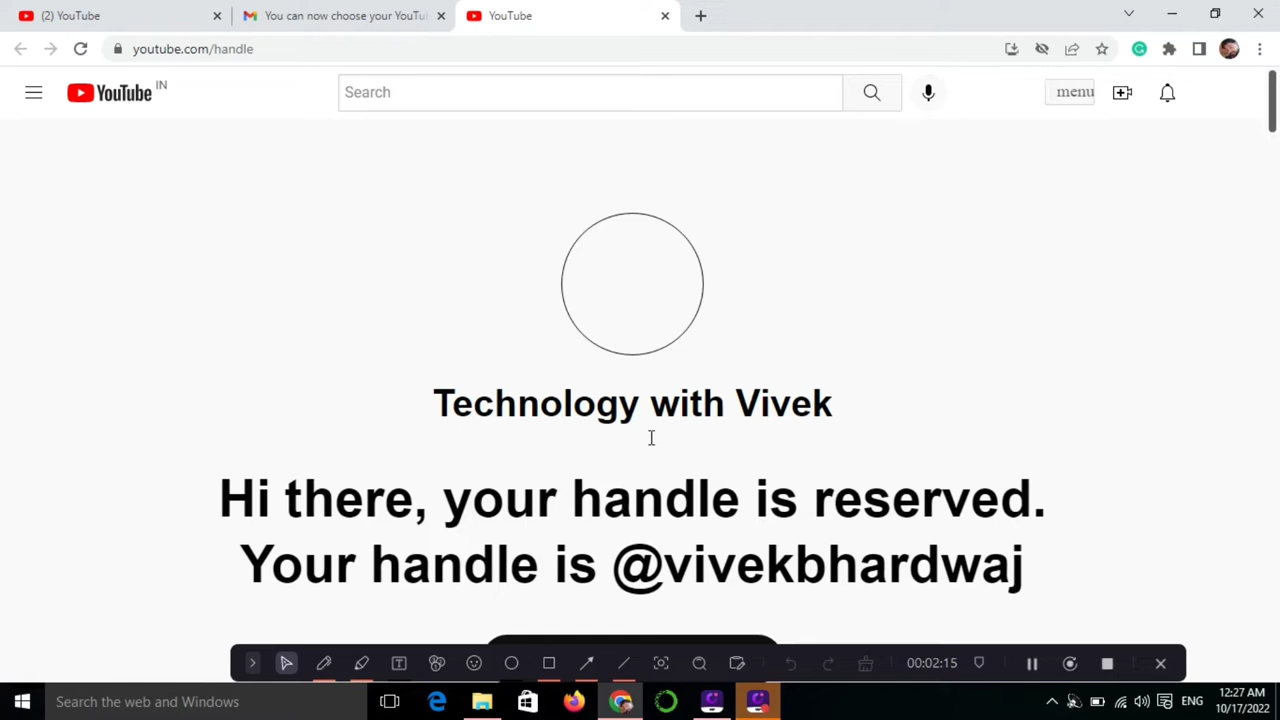 (2) YouTube
You can now choose your YouTu
YouTube
youtube.com/handle
YouTube IN
Search
menu
Technology with Vivek
Hi there, your handle is reserved.
Your handle is @vivekbhardwaj
00:02:15
Search the web and Windows
ENG
12:27 AM
10/17/2022